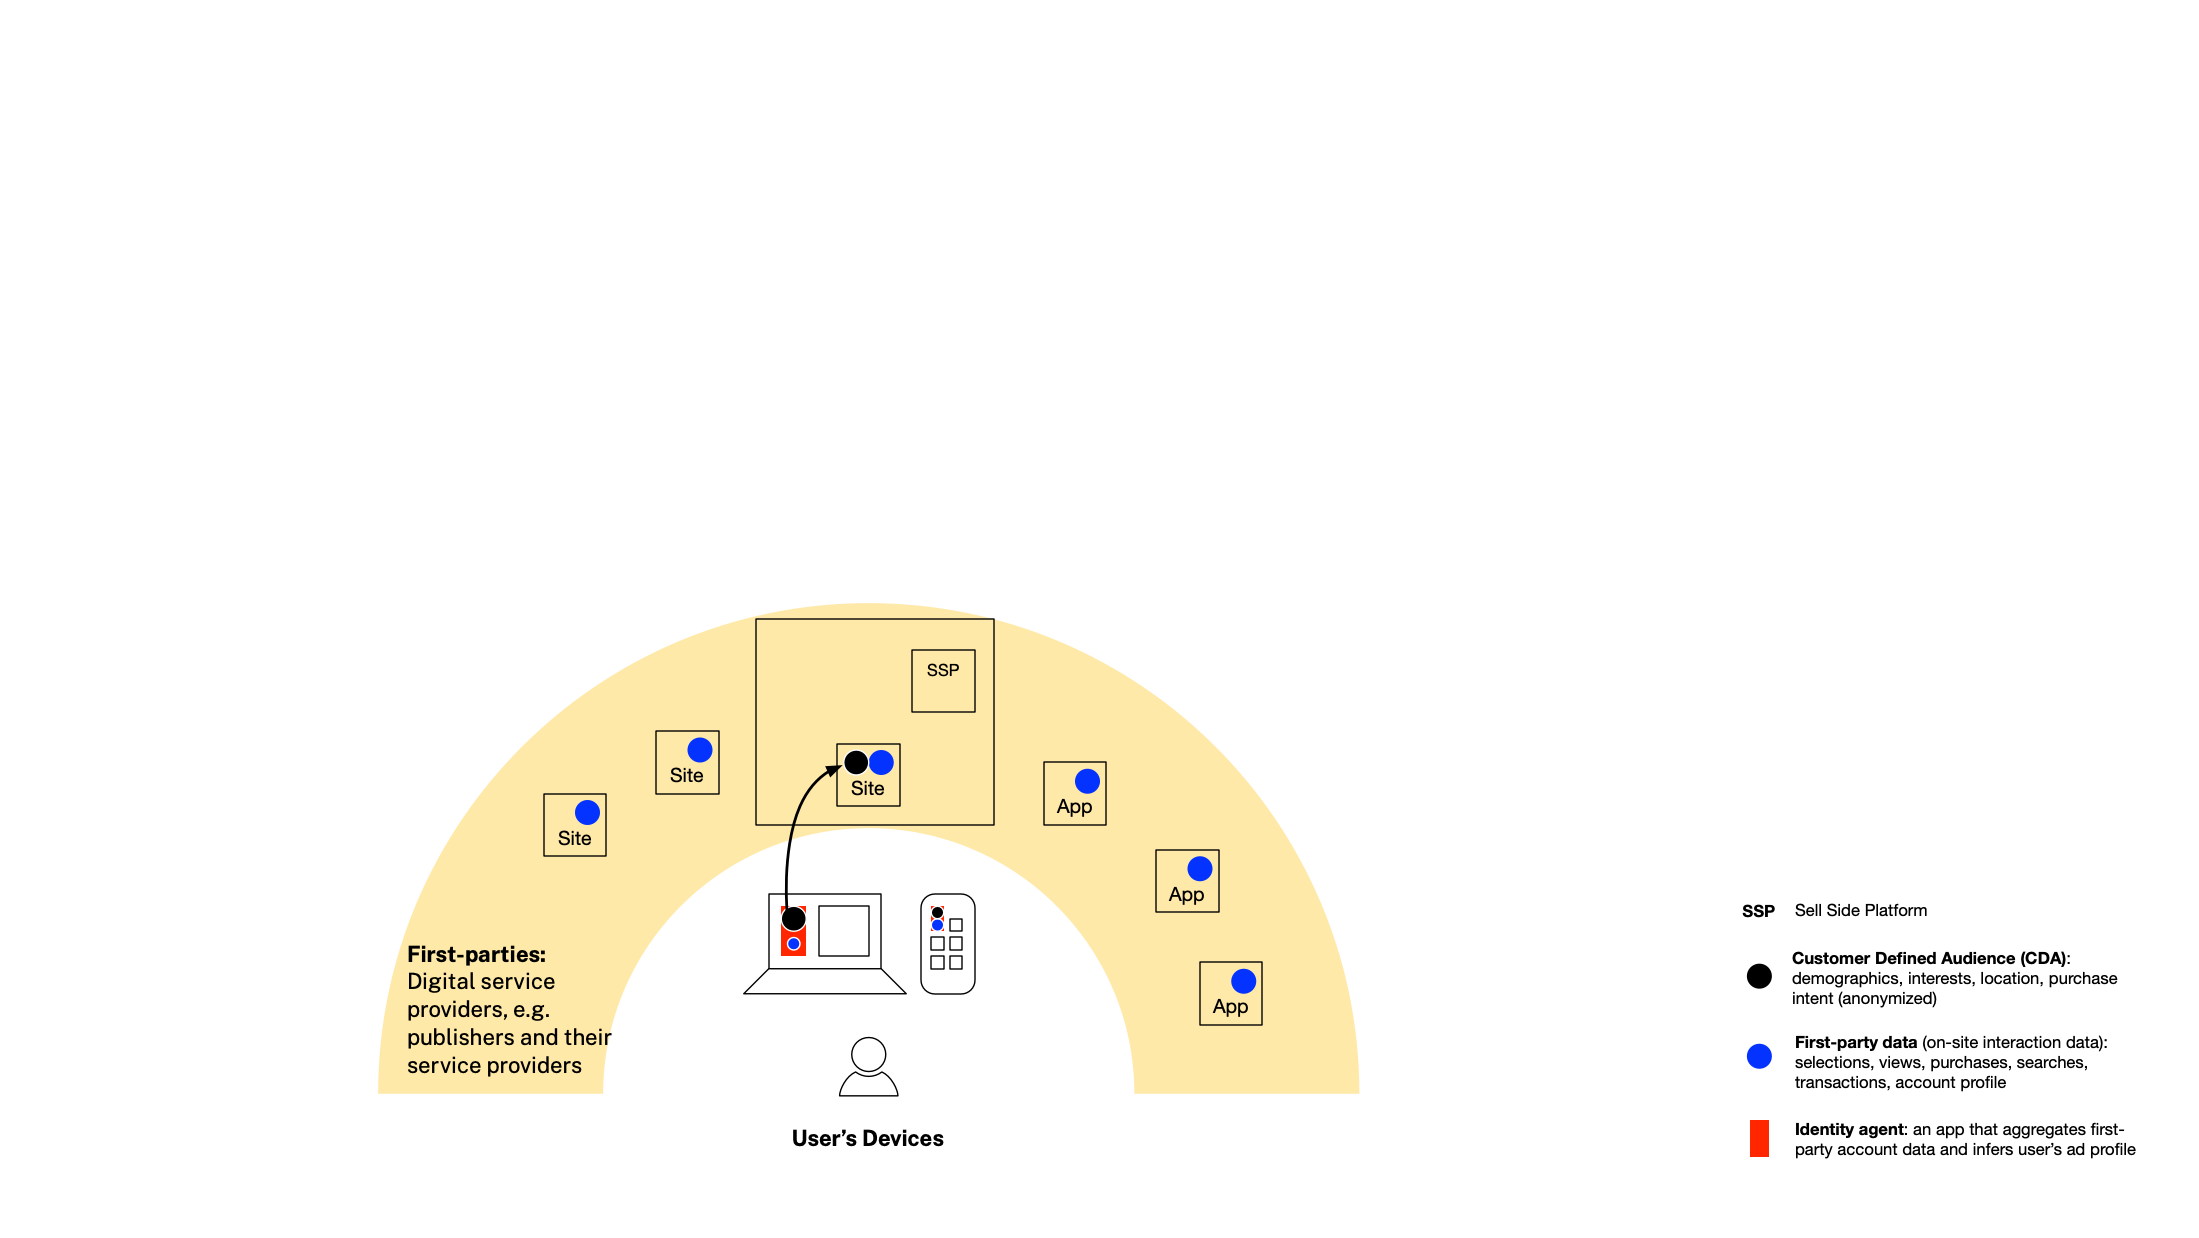 SSP
Site
Site
Site
App
App
App
First-parties:
Digital service
providers, e.g.
publishers and their
service providers
User’s Devices
SSP Sell Side Platform
Customer Defined Audience (CDA):
demographics, interests, location, purchase
intent (anonymized)
First-party data (on-site interaction data):
selections, views, purchases, searches,
transactions, account profile
Identity agent: an app that aggregates first-
party account data and infers user’s ad profile